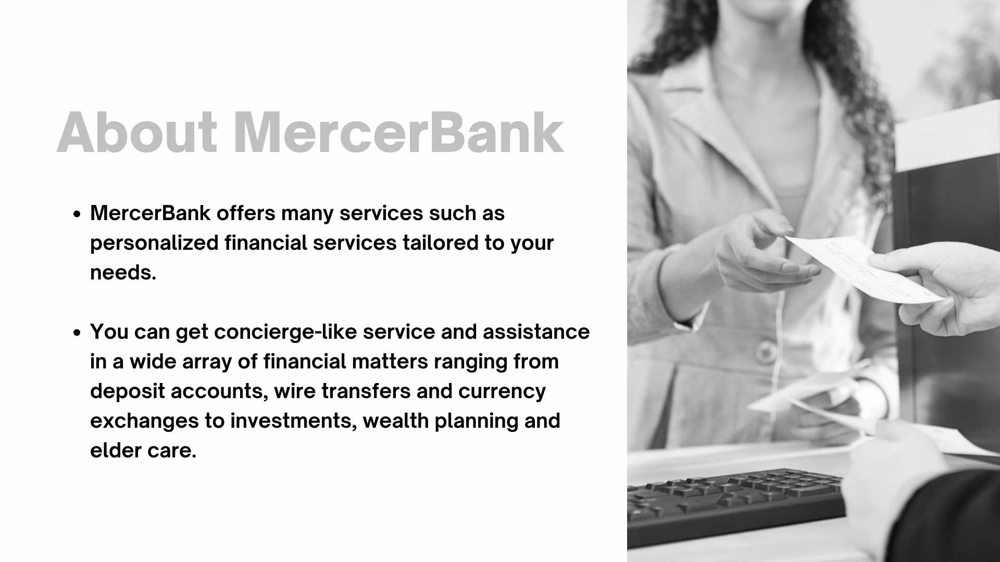 About MercerBank
• MercerBank offers many services such as
personalized financial services tailored to your
needs.
• You can get concierge-like service and assistance
in a wide array of financial matters ranging from
deposit accounts, wire transfers and currency
exchanges to investments, wealth planning and
elder care.